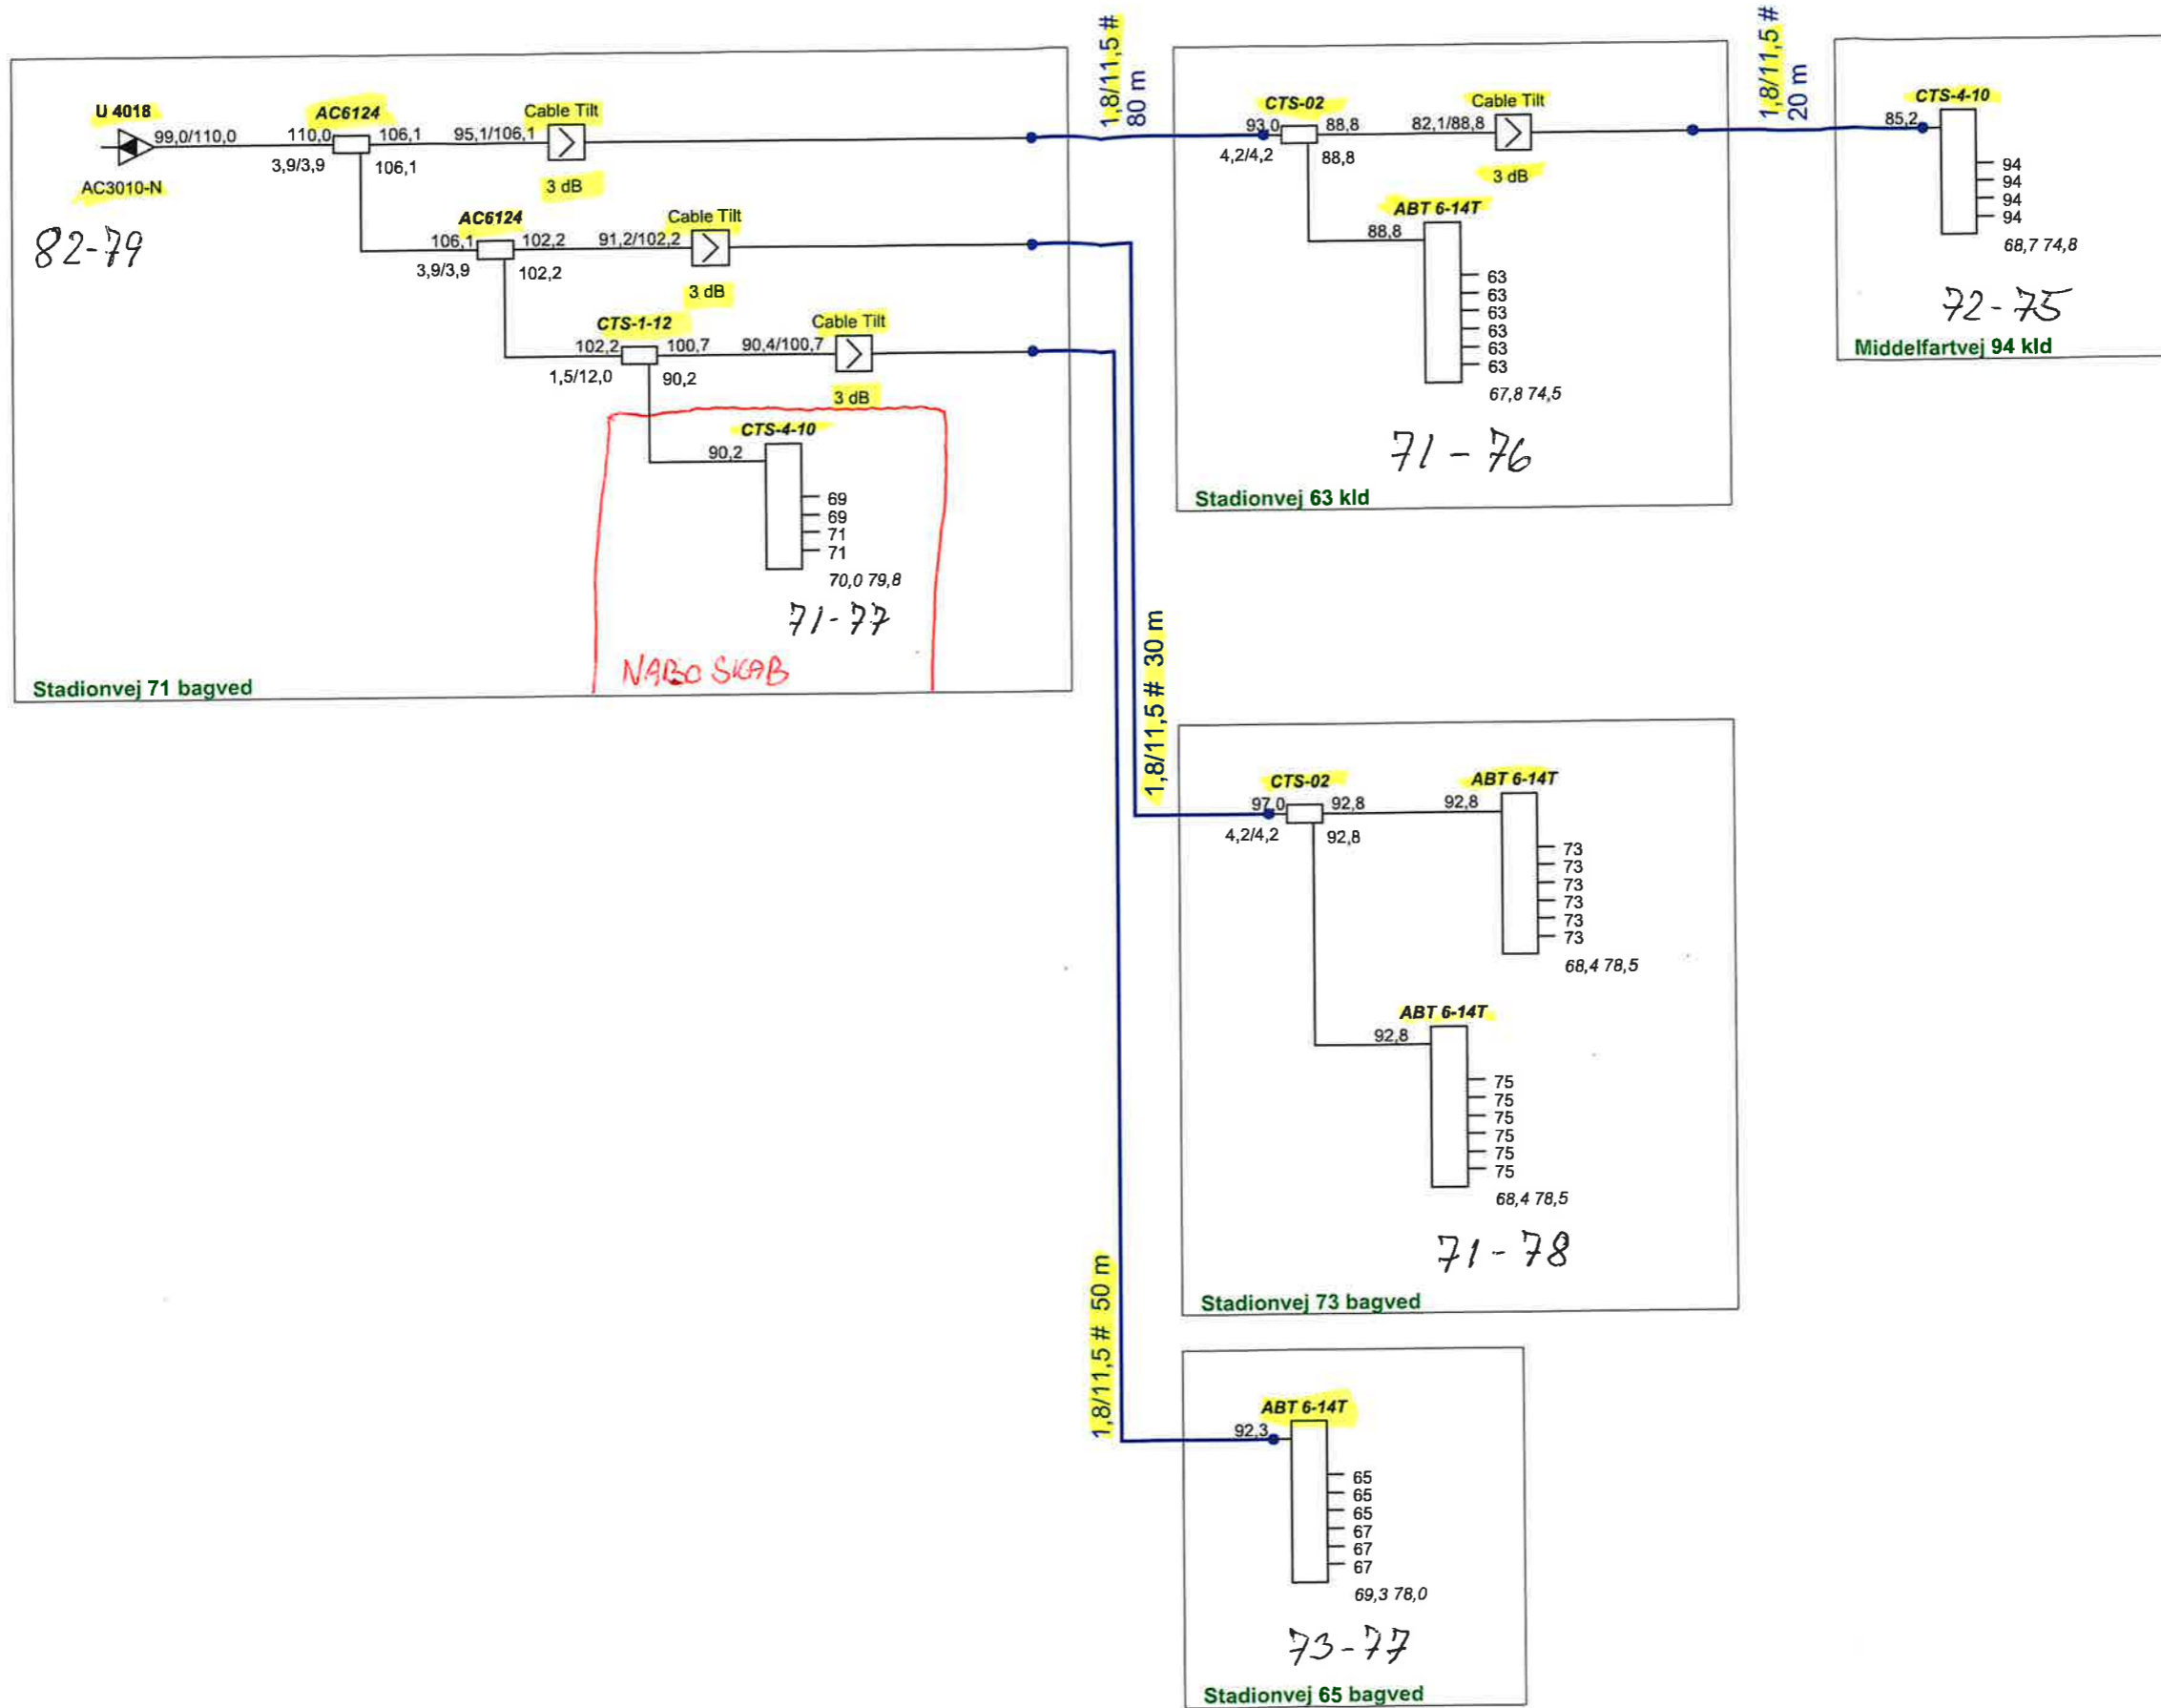 U 4018
99,0/110,0
AC3010-N
82-79
AC6124
110,0
106,1
3,9/3,9
106,1
95,1/106,1
Cable Tilt
3 dB
AC6124
106,1
102,2
3,9/3,9
102,2
91,2/102,2
Cable Tilt
3 dB
CTS-1-12
102,2
100,7
1,5/12,0
90,2
90,4/100,7
Cable Tilt
3 dB
CTS-4-10
90,2
69
69
71
71
70,0 79,8
71-77
NABO SKAB
Stadionvej 71 bagved
1,8/11,5 #
80 m
CTS-02
93,0
88,8
4,2/4,2
88,8
82,1/88,8
Cable Tilt
3 dB
ABT 6-14T
88,8
63
63
63
63
63
63
67,8 74,5
71-76
Stadionvej 63 kld
1,8/11,5 #
20 m
CTS-4-10
85,2
94
94
94
94
68,7 74,8
72-75
Middelfartvej 94 kld
1,8/11,5 # 30 m
CTS-02
97,0
92,8
4,2/4,2
92,8
92,8
ABT 6-14T
73
73
73
73
73
73
68,4 78,5
ABT 6-14T
92,8
75
75
75
75
75
75
68,4 78,5
71-78
Stadionvej 73 bagved
1,8/11,5 # 50 m
ABT 6-14T
92,3
65
65
65
67
67
67
69,3 78,0
73-77
Stadionvej 65 bagved